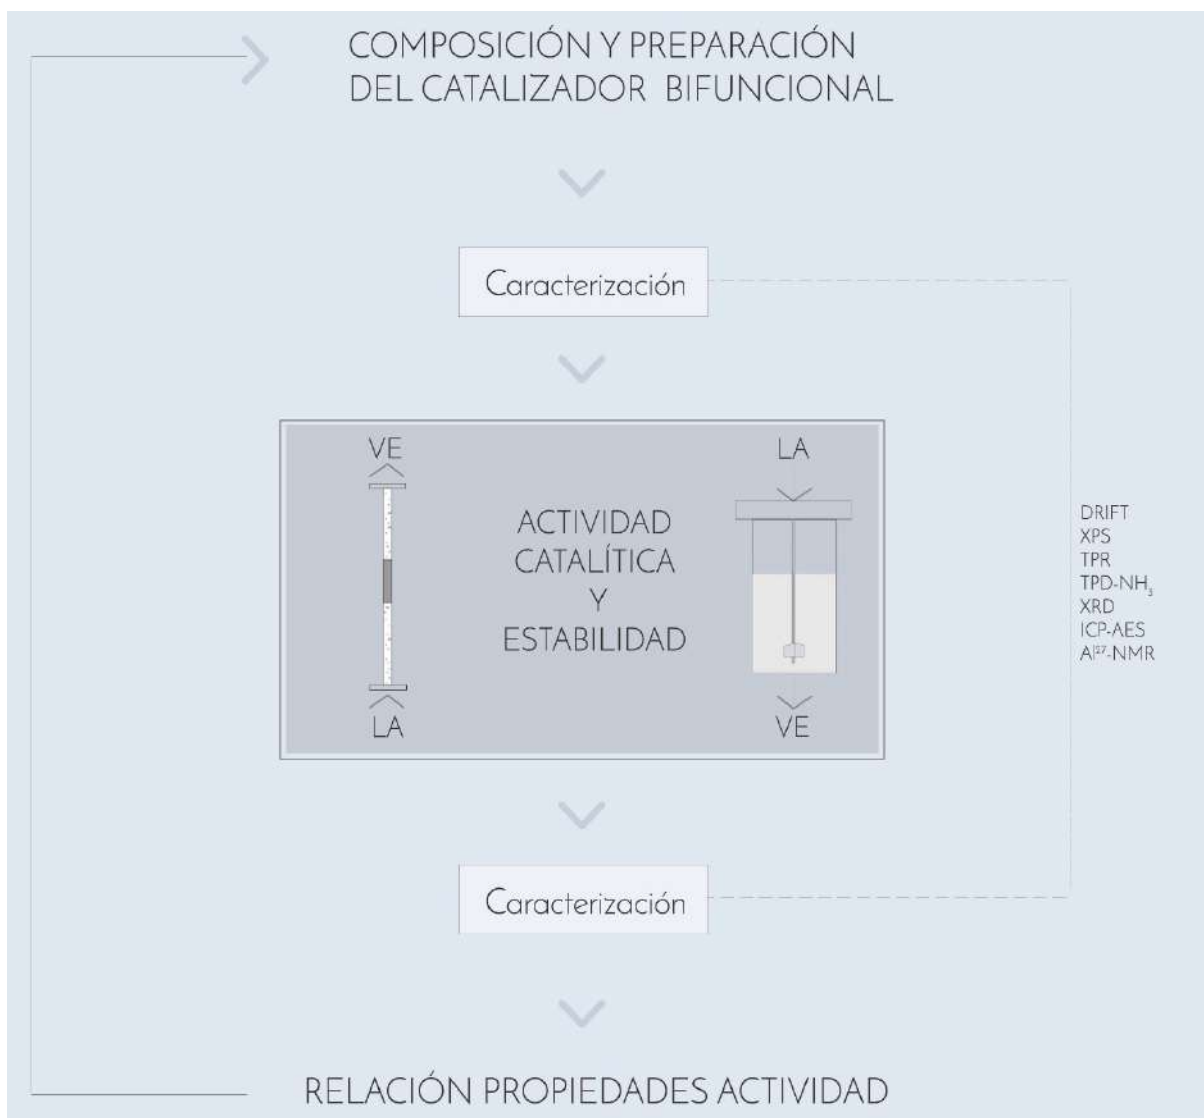 COMPOSICIÓN Y PREPARACIÓN
DEL CATALIZADOR BIFUNCIONAL
Caracterización
VE
LA
ACTIVIDAD
CATALÍTICA
Y
ESTABILIDAD
LA
VE
DRIFT
XPS
TPR
TPD-NH₃
XRD
ICP-AES
Al²⁷-NMR
Caracterización
RELACIÓN PROPIEDADES ACTIVIDAD